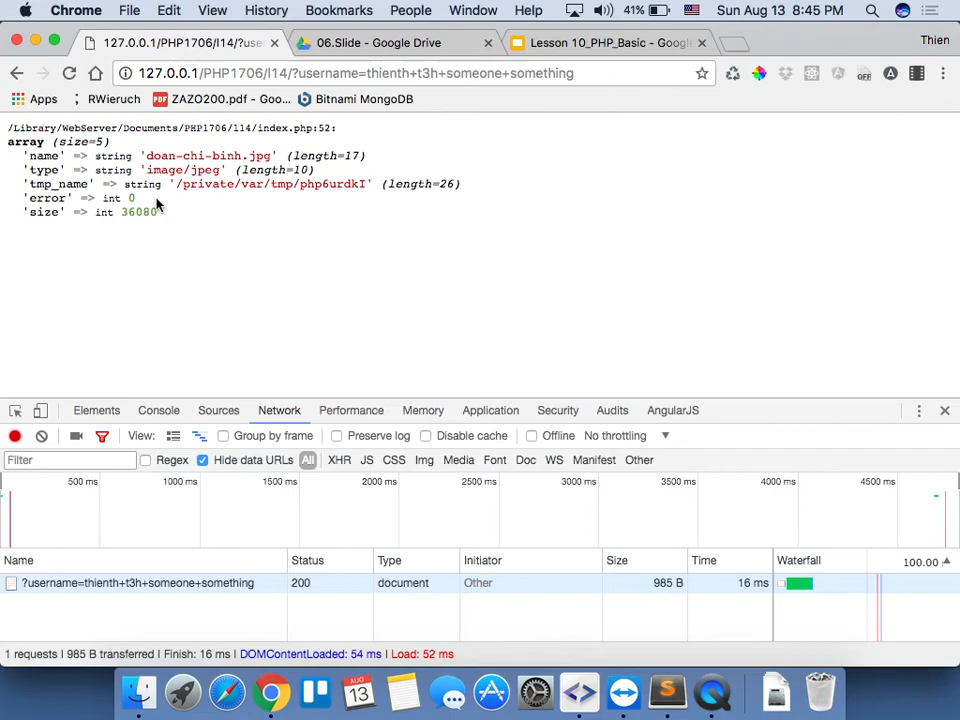 Chrome File Edit View History Bookmarks People Window Help 41% Sun Aug 13 8:45 PM
127.0.0.1/PHP1706/l14/?use 06.Slide - Google Drive Lesson 10_PHP_Basic - Google Thien
127.0.0.1/PHP1706/l14/?username=thienth+t3h+someone+something
Apps RWieruch ZAZO200.pdf - Goo... Bitnami MongoDB
/Library/WebServer/Documents/PHP1706/l14/index.php:52:
array (size=5)
'name' => string 'doan-chi-binh.jpg' (length=17)
'type' => string 'image/jpeg' (length=10)
'tmp_name' => string '/private/var/tmp/php6urdkI' (length=26)
'error' => int 0
'size' => int 36080
Elements Console Sources Network Performance Memory Application Security Audits AngularJS
View: Group by frame Preserve log Disable cache Offline No throttling
Filter Regex Hide data URLs All XHR JS CSS Img Media Font Doc WS Manifest Other
500 ms 1000 ms 1500 ms 2000 ms 2500 ms 3000 ms 3500 ms 4000 ms 4500 ms
Name Status Type Initiator Size Time Waterfall 100.00
?username=thienth+t3h+someone+something 200 document Other 985 B 16 ms
1 requests | 985 B transferred | Finish: 16 ms | DOMContentLoaded: 54 ms | Load: 52 ms
AUG
13